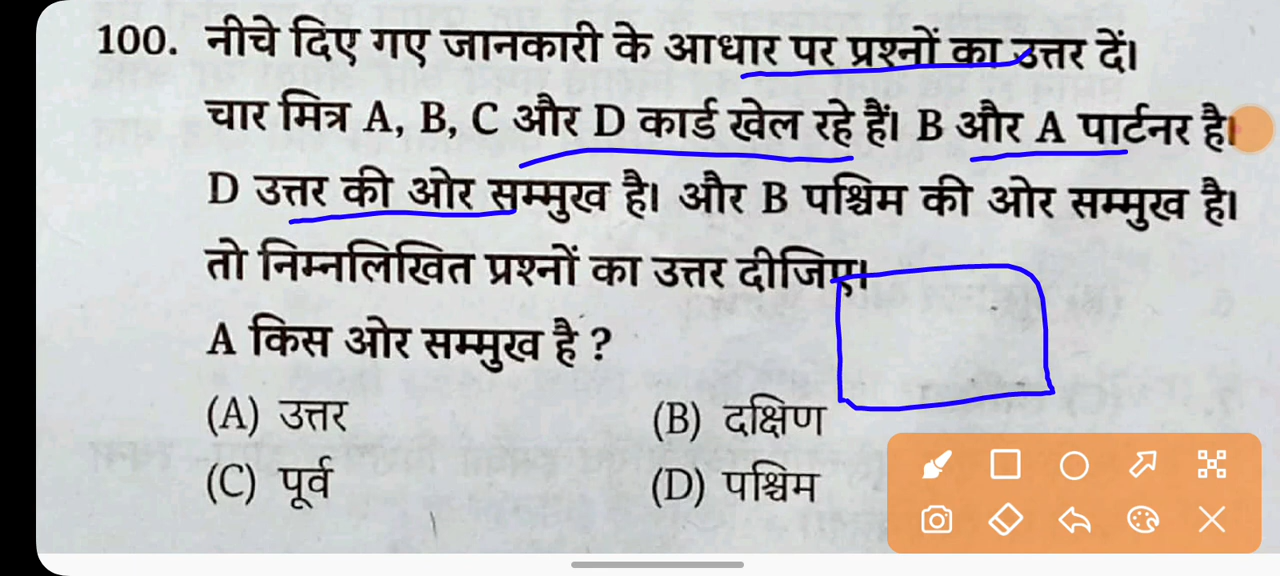 100. नीचे दिए गए जानकारी के आधार पर प्रश्नों का उत्तर दें।
चार मित्र A, B, C और D कार्ड खेल रहे हैं। B और A पार्टनर है।
D उत्तर की ओर सम्मुख है। और B पश्चिम की ओर सम्मुख है।
तो निम्नलिखित प्रश्नों का उत्तर दीजिए।
A किस ओर सम्मुख है ?
(A) उत्तर (B) दक्षिण
(C) पूर्व (D) पश्चिम